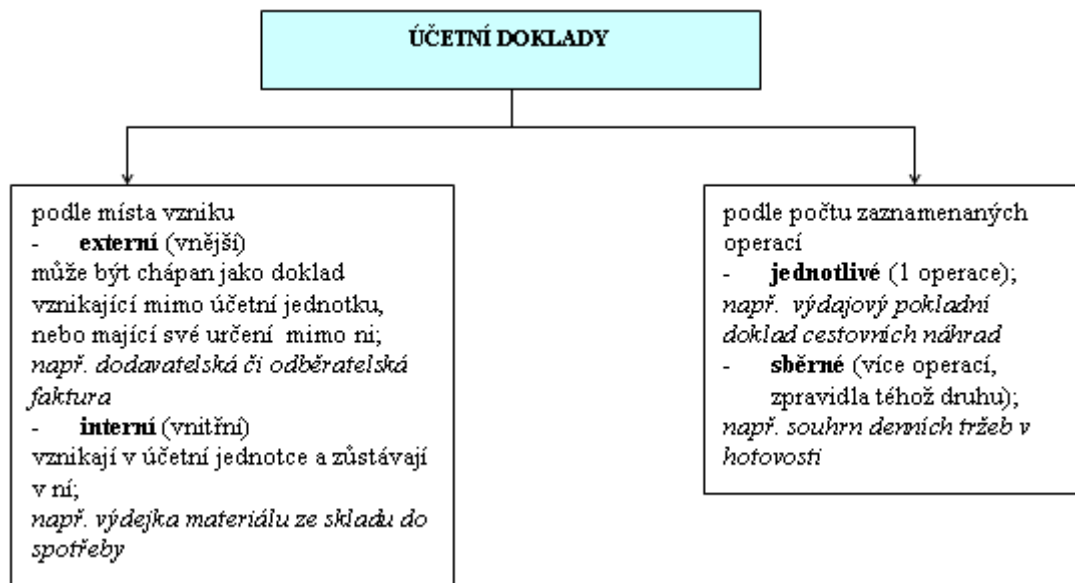 ÚČETNÍ DOKLADY
podle místa vzniku
- externí (vnější)
může být chápan jako doklad
vznikající mimo účetní jednotku,
nebo mající své určení mimo ni;
např. dodavatelská či odběratelská
faktura
- interní (vnitřní)
vznikají v účetní jednotce a zůstávají
v ní;
např. výdejka materiálu ze skladu do
spotřeby
podle počtu zaznamenaných
operací
- jednotlivé (1 operace);
např. výdajový pokladní
doklad cestovních náhrad
- sběrné (více operací,
zpravidla téhož druhu);
např. souhrn denních tržeb v
hotovosti